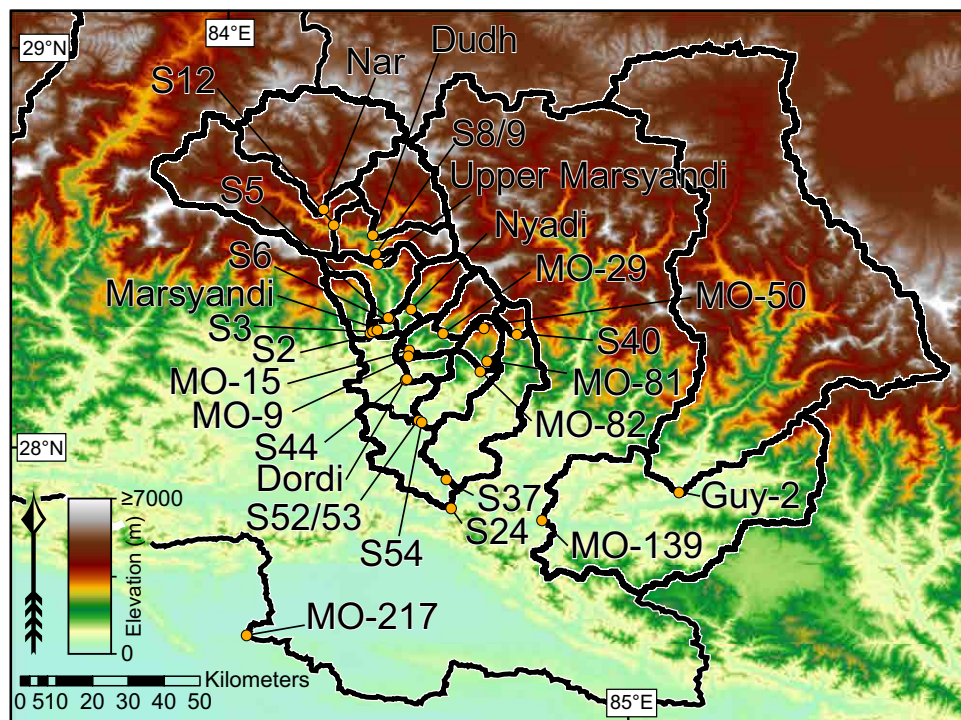 84°E
29°N
Dudh
Nar
S12
S8/9
Upper Marsyandi
S5
Nyadi
S6
MO-29
Marsyandi
MO-50
S3
S2
S40
MO-15
MO-81
MO-9
MO-82
S44
28°N
Dordi
S37
Guy-2
≥7000
S52/53
S24
MO-139
S54
Elevation (m)
MO-217
0
Kilometers
0 5 10 20 30 40 50
85°E